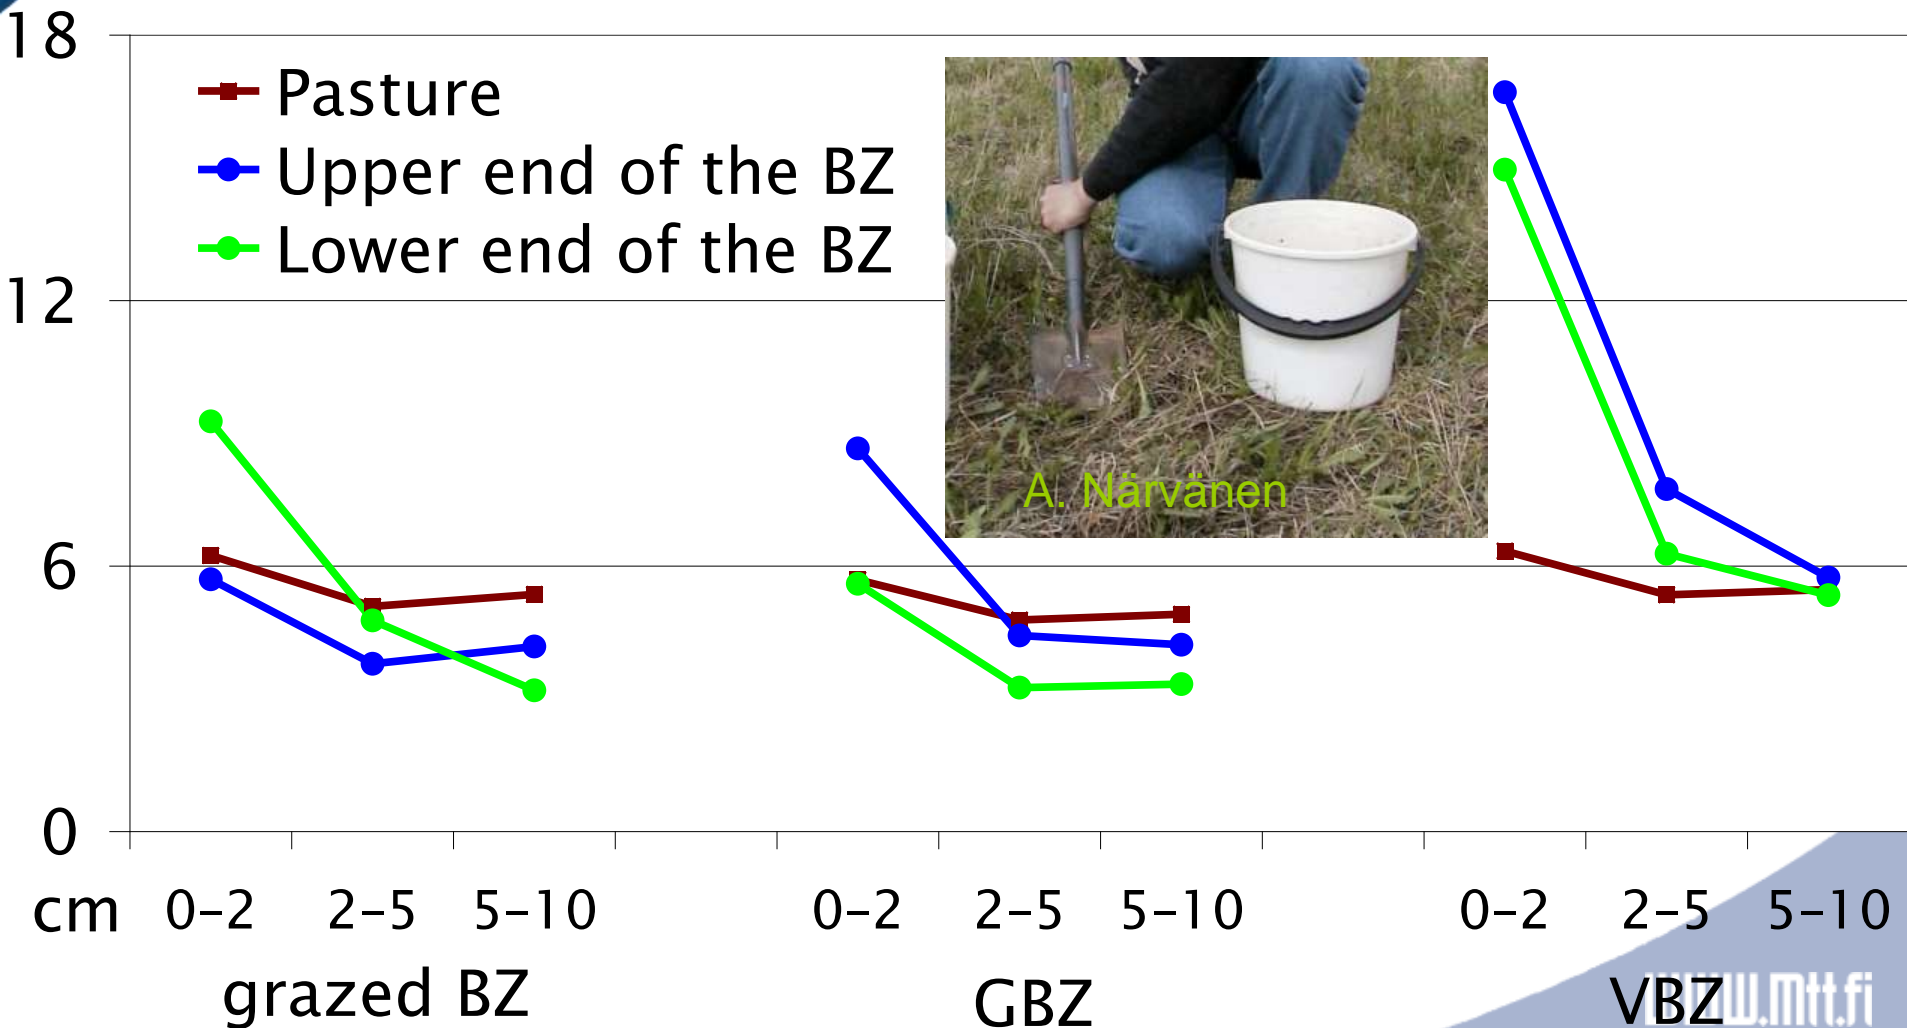 18
Pasture
Upper end of the BZ
Lower end of the BZ
12
A. Närvänen
6
0
cm 0-2 2-5 5-10 0-2 2-5 5-10 0-2 2-5 5-10
grazed BZ GBZ VBZ
www.mtt.fi